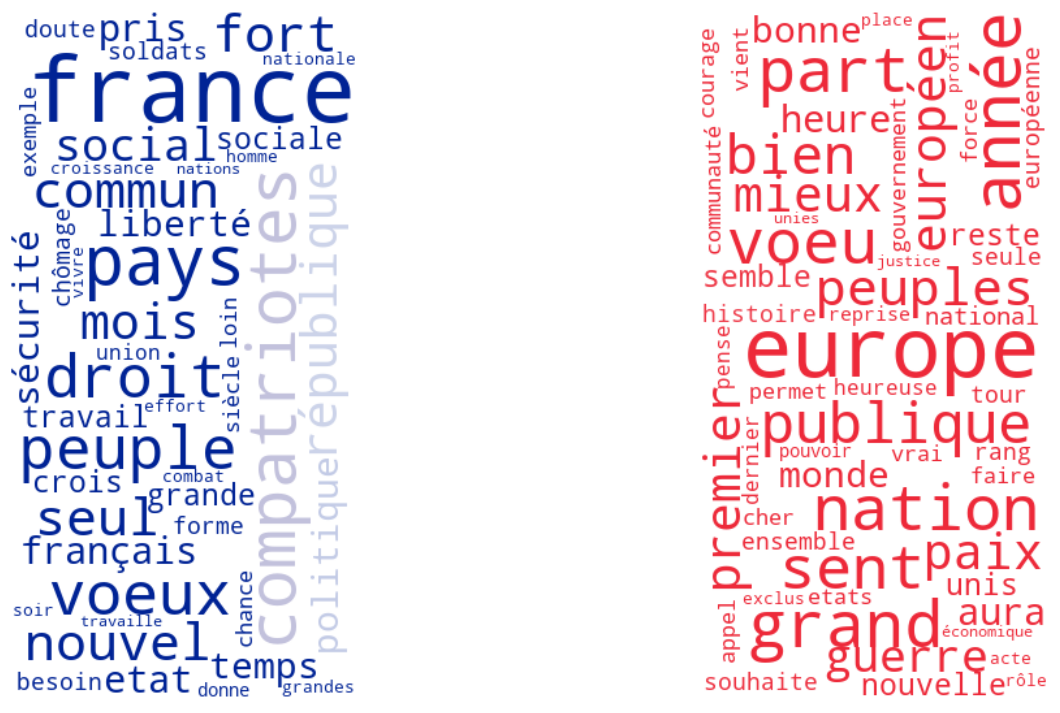 doute pris fort
soldats nationale
france
exemple
social sociale
homme
croissance nations
commun
liberté
chômage
vivre
sécurité
pays
compatriotes
république
mois
siècle loin
union
droit
travail effort
peuple
crois combat
grande
seul forme
français
politique
voeux
chance
soir travaille
nouvel temps
besoin etat donne grandes
bonne place
courage
vient
part
européen
profit
année
européenne
heure
force
communauté
bien
gouvernement
mieux
unies
voeu reste
justice seule
semble peuples
histoire reprise national
europe
pense
permet heureuse tour
premier
publique
dernier
pouvoir vrai rang
monde faire
cher nation
ensemble paix
sent unis
exclus etats aura
appel
grand économique
guerre acte
souhaite nouvelle rôle